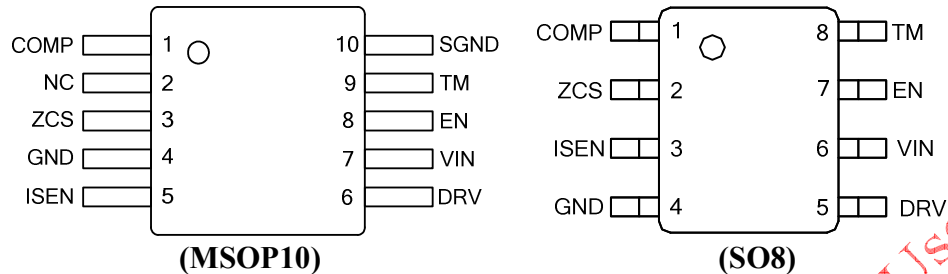 COMP 1 10 SGND
NC 2 9 TM
ZCS 3 8 EN
GND 4 7 VIN
ISEN 5 6 DRV
(MSOP10)
COMP 1 8 TM
ZCS 2 7 EN
ISEN 3 6 VIN
GND 4 5 DRV
(SO8)